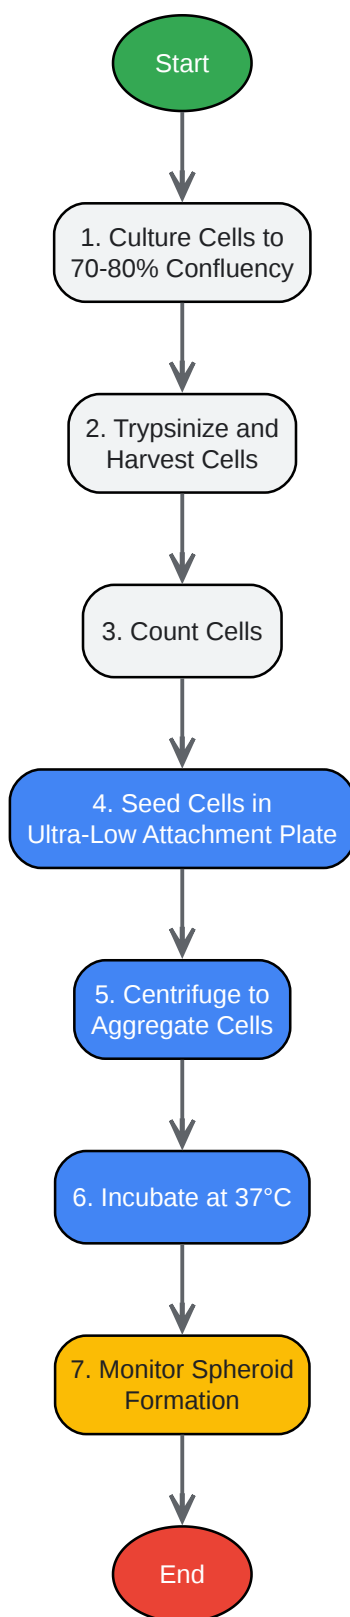 Start
1. Culture Cells to
70-80% Confluency
2. Trypsinize and
Harvest Cells
3. Count Cells
4. Seed Cells in
Ultra-Low Attachment Plate
5. Centrifuge to
Aggregate Cells
6. Incubate at 37°C
7. Monitor Spheroid
Formation
End